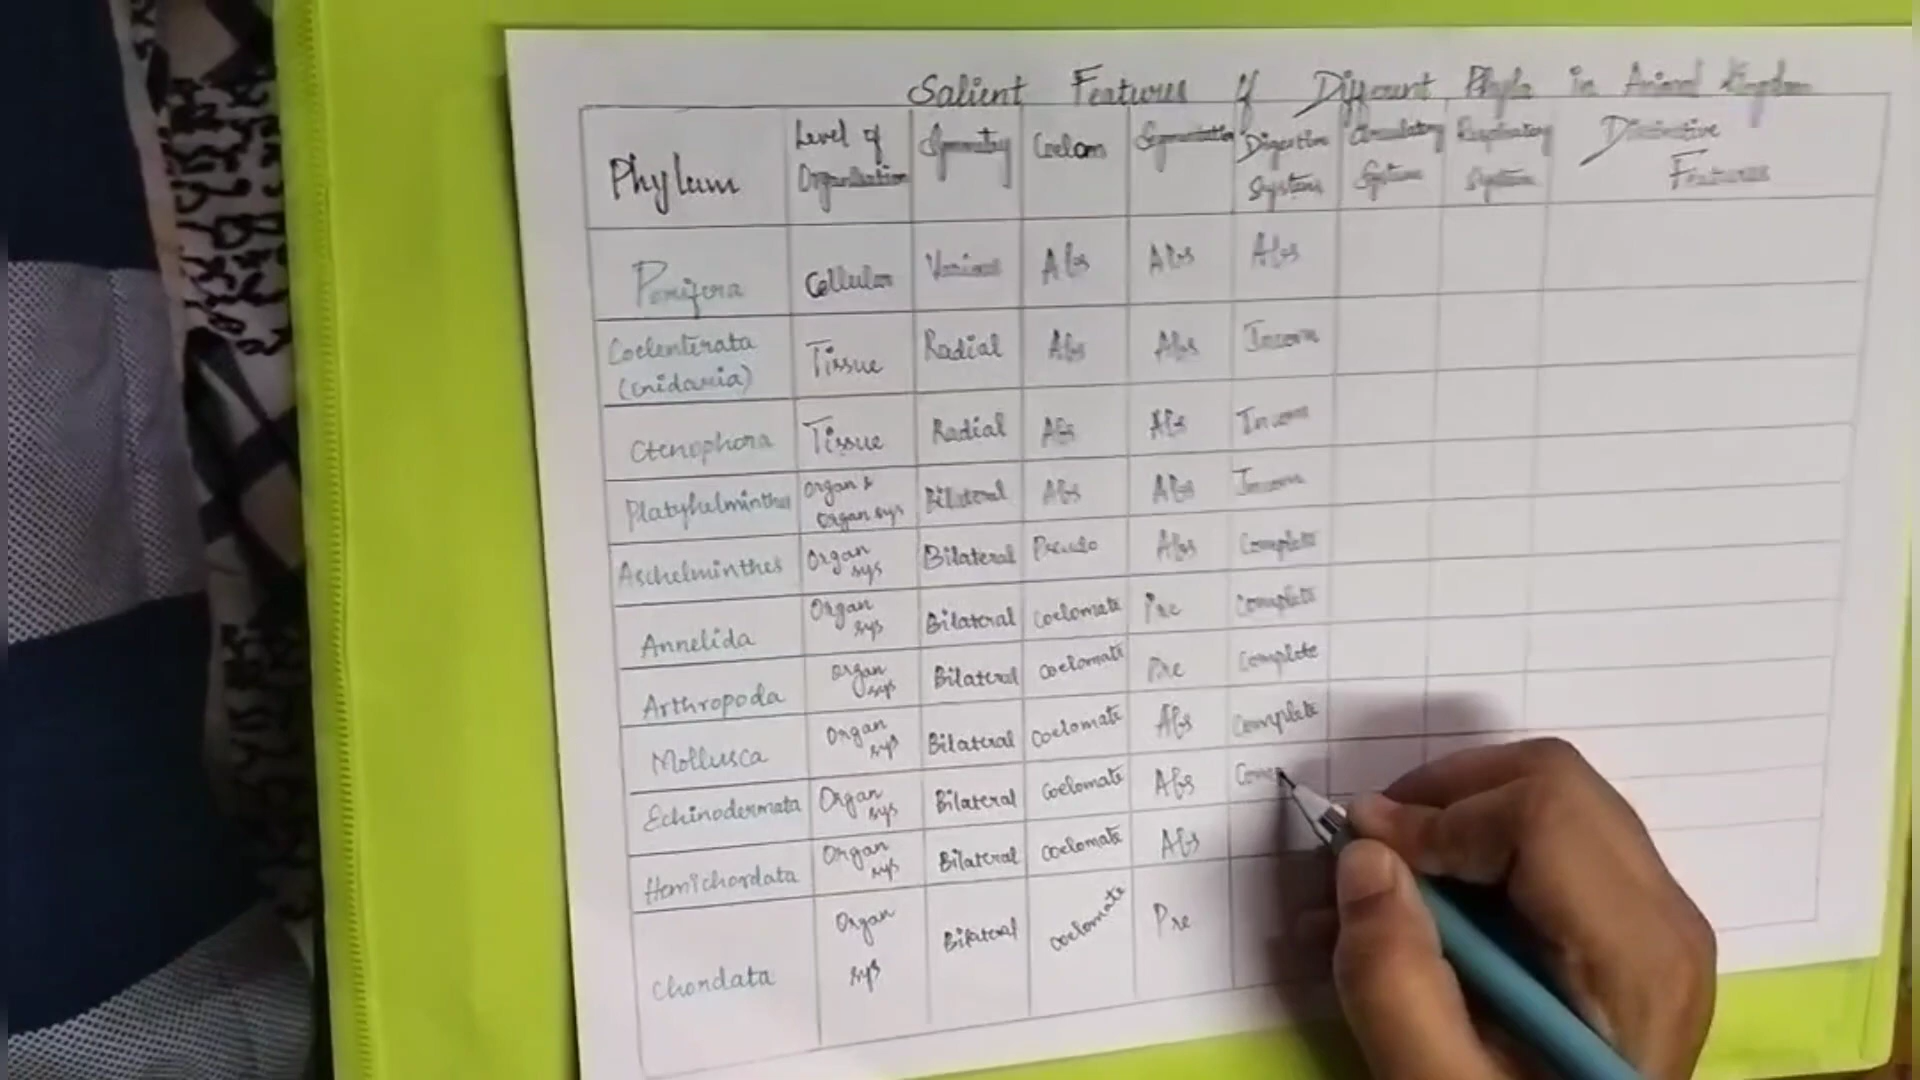 Salient Features of Different Phyla in Animal Kingdom
Phylum Level of Organisation Symmetry Coelom Segmentation Digestive System Circulatory System Respiratory System Distinctive Features
Porifera Cellular Various Abs Abs Abs
Coelenterata (Cnidaria) Tissue Radial Abs Abs Incom
Ctenophora Tissue Radial Abs Abs Incom
Platyhelminthes Organ & Organ sys Bilateral Abs Abs Incom
Aschelminthes Organ sys Bilateral Pseudo Abs Complete
Annelida Organ sys Bilateral Coelomate Pre Complete
Arthropoda Organ sys Bilateral Coelomate Pre Complete
Mollusca Organ sys Bilateral Coelomate Abs Complete
Echinodermata Organ sys Bilateral Coelomate Abs Comp
Hemichordata Organ sys Bilateral Coelomate Abs
Chordata Organ sys Bilateral Coelomate Pre